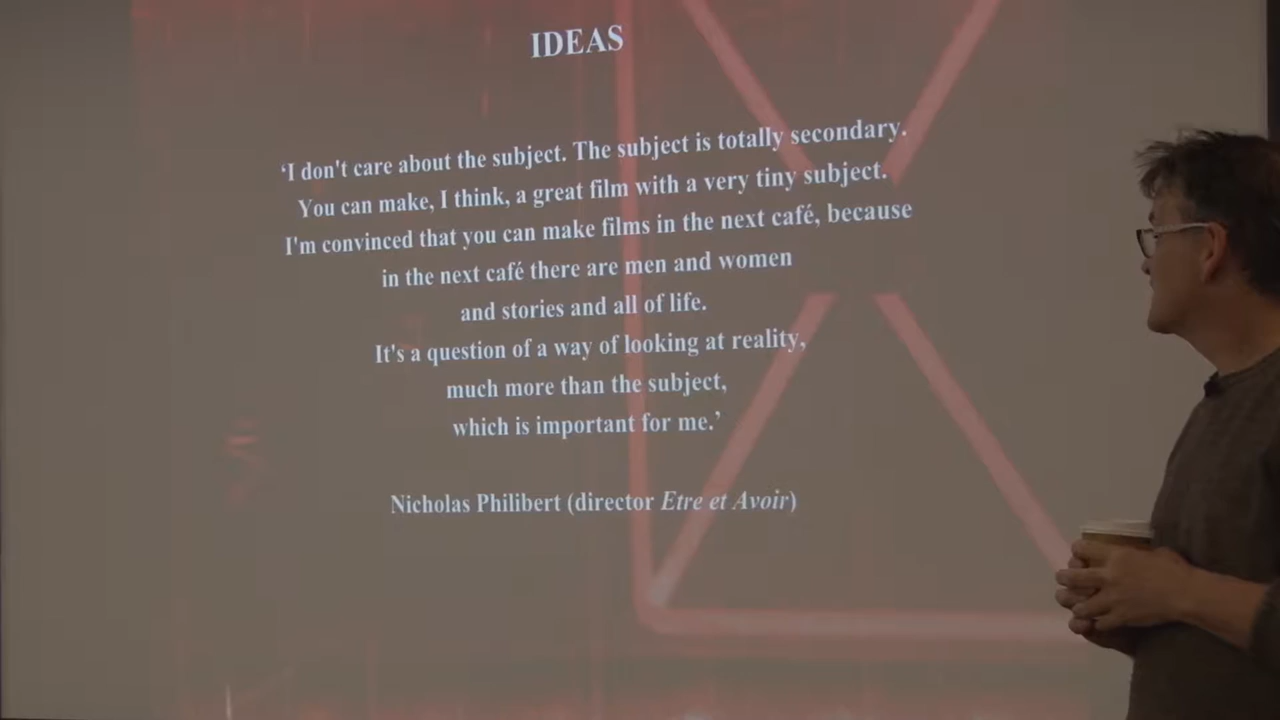 IDEAS
‘I don't care about the subject. The subject is totally secondary.
You can make, I think, a great film with a very tiny subject.
I'm convinced that you can make films in the next café, because
in the next café there are men and women
and stories and all of life.
It's a question of a way of looking at reality,
much more than the subject,
which is important for me.’
Nicholas Philibert (director Etre et Avoir)